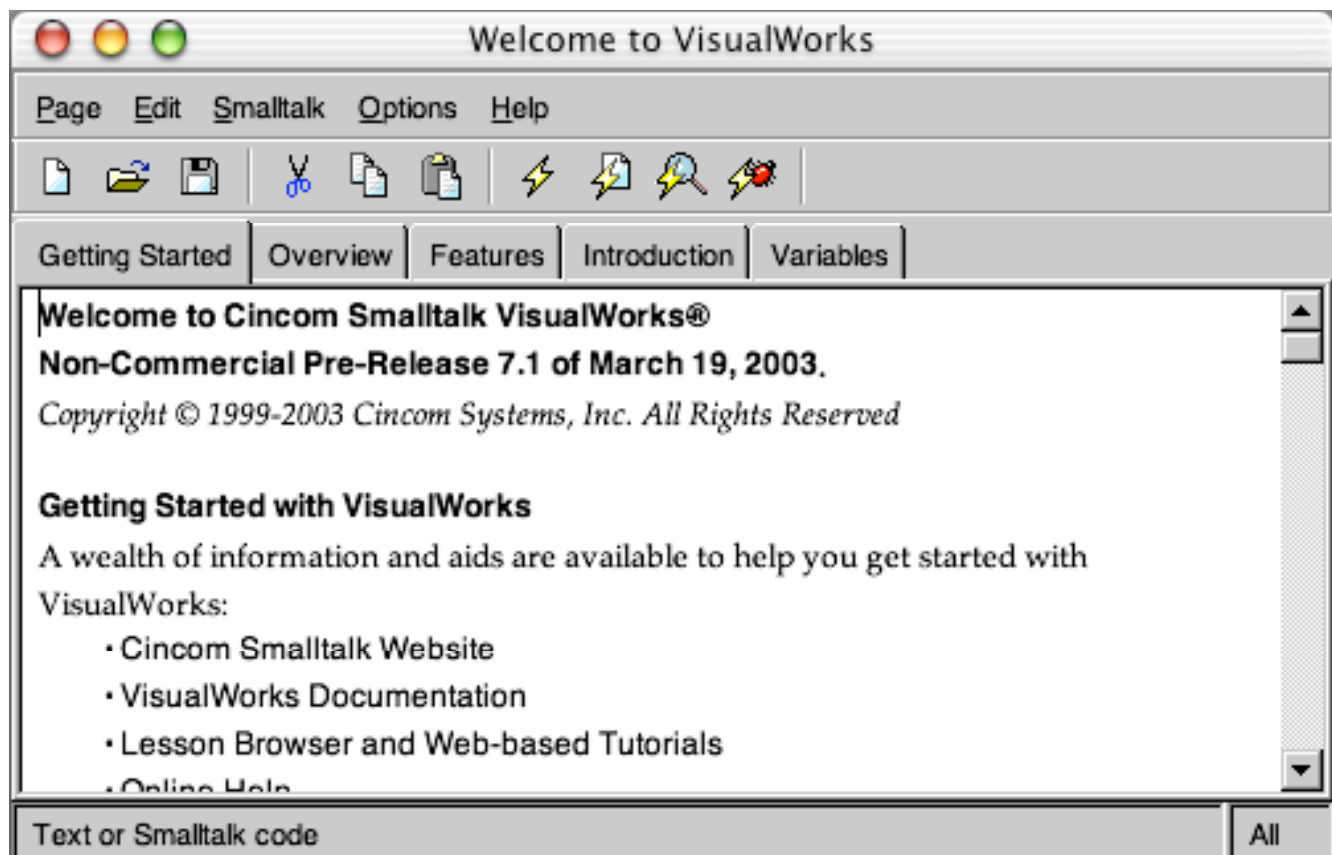 Welcome to VisualWorks
Page Edit Smalltalk Options Help
Getting Started Overview Features Introduction Variables
Welcome to Cincom Smalltalk VisualWorks®
Non-Commercial Pre-Release 7.1 of March 19, 2003.
Copyright © 1999-2003 Cincom Systems, Inc. All Rights Reserved
Getting Started with VisualWorks
A wealth of information and aids are available to help you get started with
VisualWorks:
· Cincom Smalltalk Website
· VisualWorks Documentation
· Lesson Browser and Web-based Tutorials
· Online Help
Text or Smalltalk code All